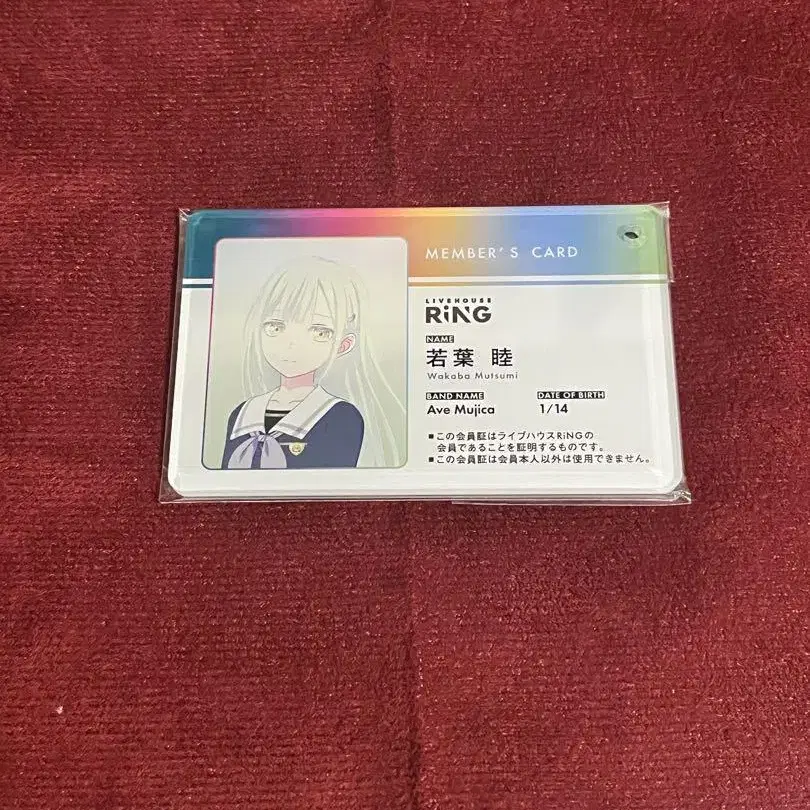 MEMBER'S CARD
LIVEHOUSE
RiNG
NAME
若葉 睦
Wakaba Mutsumi
BAND NAME
DATE OF BIRTH
Ave Mujica
1/14
■この会員証はライブハウスRiNGの
会員であることを証明するものです。
■この会員証は会員本人以外は使用できません。